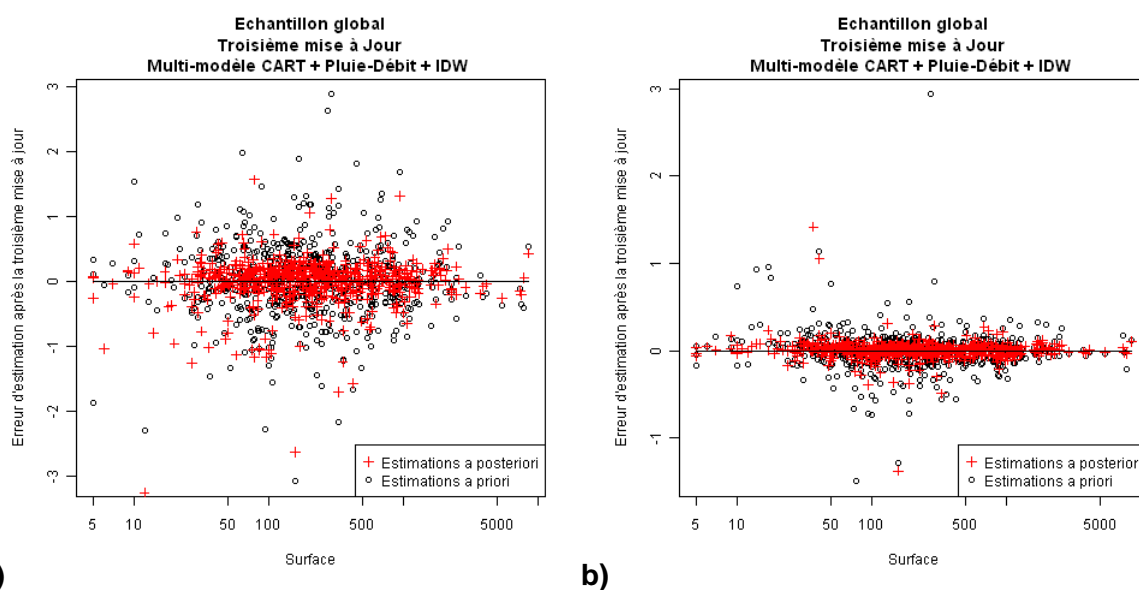 Echantillon global
Troisième mise à Jour
Multi-modèle CART + Pluie-Débit + IDW
Erreur d'estimation après la troisième mise à jour
3
2
1
0
-1
-2
-3
Estimations a posteriori
Estimations a priori
5 10 50 100 500 5000
Surface
)
Echantillon global
Troisième mise à Jour
Multi-modèle CART + Pluie-Débit + IDW
Erreur d'estimation après la troisième mise à jour
3
2
1
0
-1
Estimations a posteriori
Estimations a priori
5 10 50 100 500 5000
Surface
b)